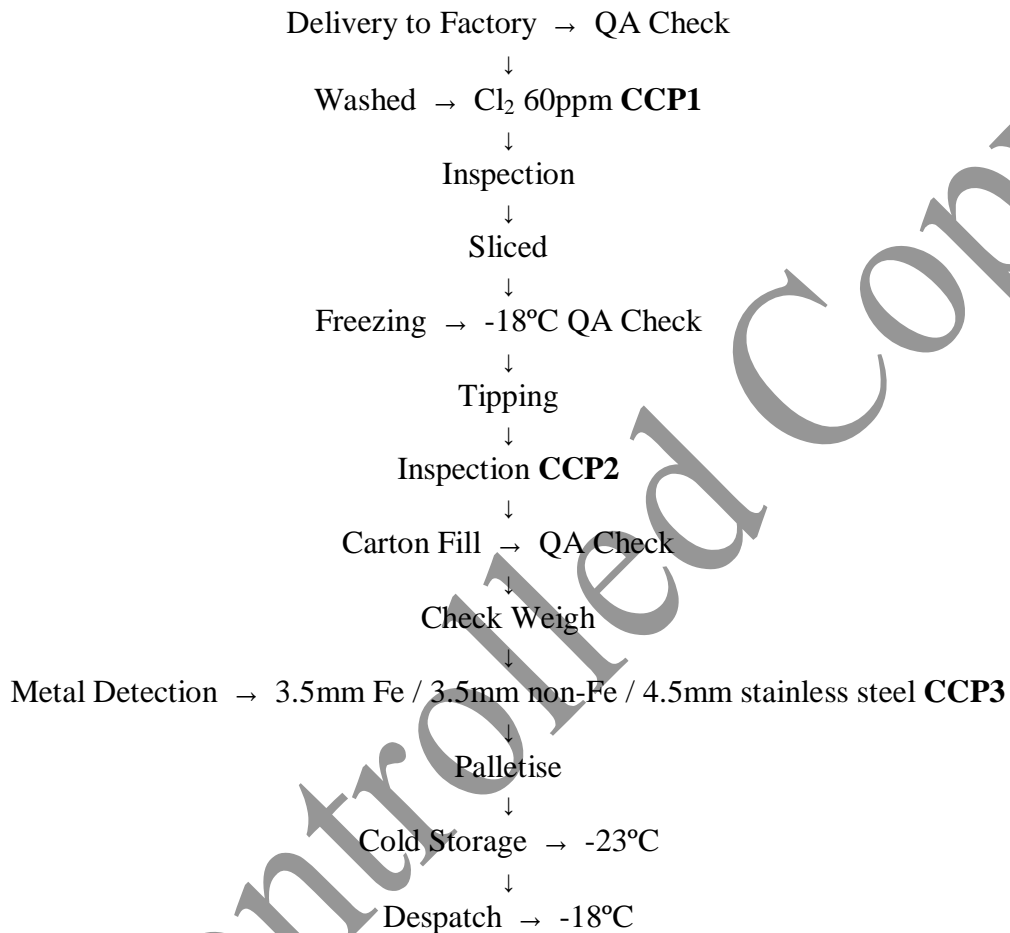 Delivery to Factory → QA Check
↓
Washed → Cl₂ 60ppm CCP1
↓
Inspection
↓
Sliced
↓
Freezing → -18ºC QA Check
↓
Tipping
↓
Inspection CCP2
↓
Carton Fill → QA Check
↓
Check Weigh
↓
Metal Detection → 3.5mm Fe / 3.5mm non-Fe / 4.5mm stainless steel CCP3
↓
Palletise
↓
Cold Storage → -23ºC
↓
Despatch → -18ºC
ontrolled Cop